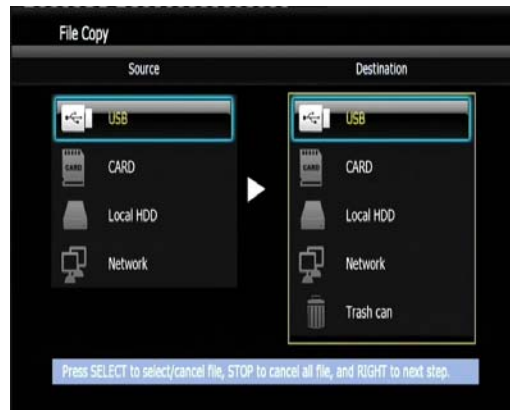 File Copy
Source
Destination
USB
CARD
Local HDD
Network
USB
CARD
Local HDD
Network
Trash can
Press SELECT to select/cancel file, STOP to cancel all file, and RIGHT to next step.